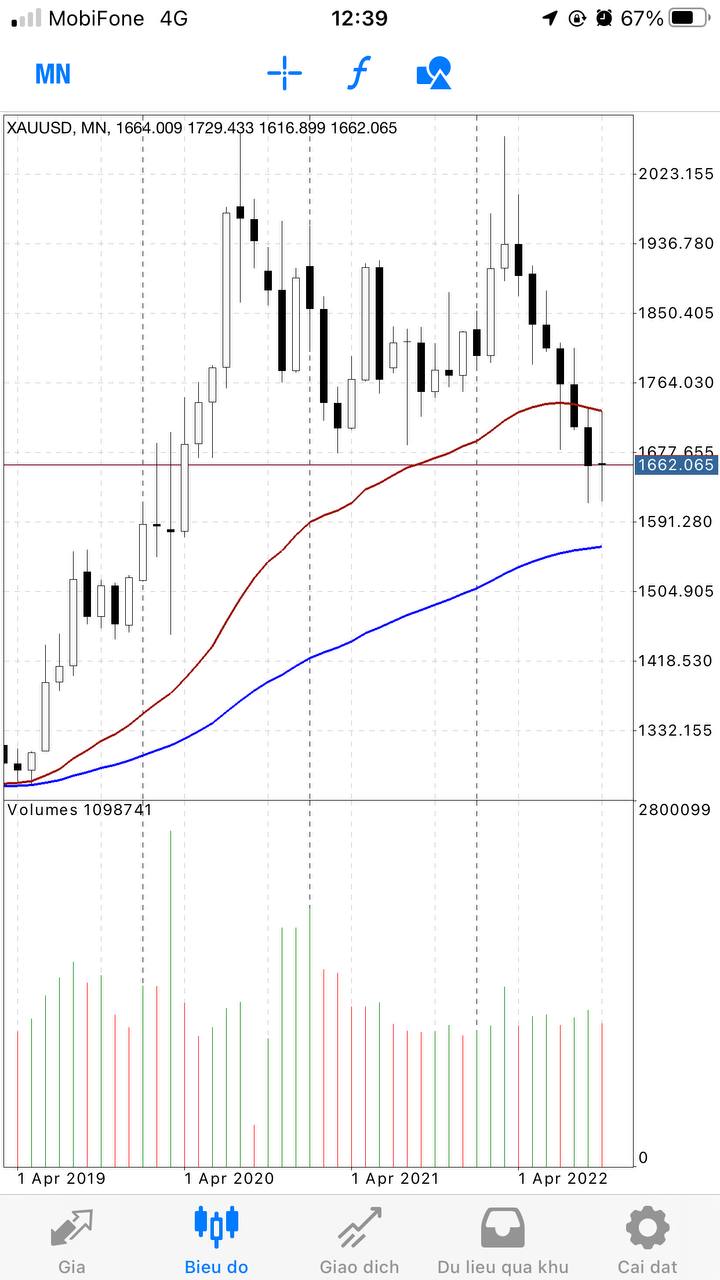 MobiFone 4G 12:39 67%
MN
XAUUSD, MN, 1664.009 1729.433 1616.899 1662.065
2023.155
1936.780
1850.405
1764.030
1677.655
1662.065
1591.280
1504.905
1418.530
1332.155
Volumes 1098741
2800099
0
1 Apr 2019 1 Apr 2020 1 Apr 2021 1 Apr 2022
Gia Bieu do Giao dich Du lieu qua khu Cai dat